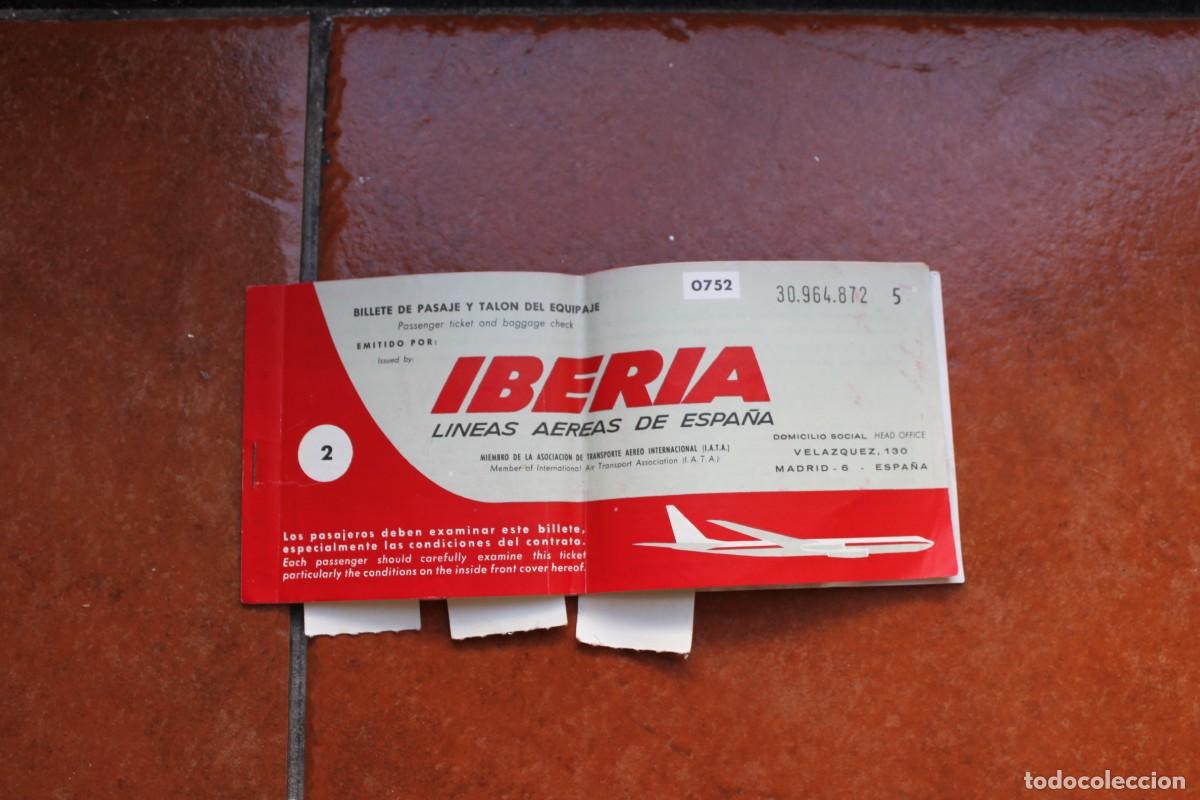 0752
30.964.872 5
BILLETE DE PASAJE Y TALON DEL EQUIPAJE
Passenger ticket and baggage check
EMITIDO POR:
Issued by:
IBERIA
LINEAS AEREAS DE ESPAÑA
MIEMBRO DE LA ASOCIACION DE TRANSPORTE AEREO INTERNACIONAL (I.A.T.A.)
Member of International Air Transport Association (I.A.T.A.)
DOMICILIO SOCIAL HEAD OFFICE
VELAZQUEZ, 130
MADRID - 6 - ESPAÑA
2
Los pasajeros deben examinar este billete,
especialmente las condiciones del contrato.
Each passenger should carefully examine this ticket
particularly the conditions on the inside front cover hereof.
todocoleccion